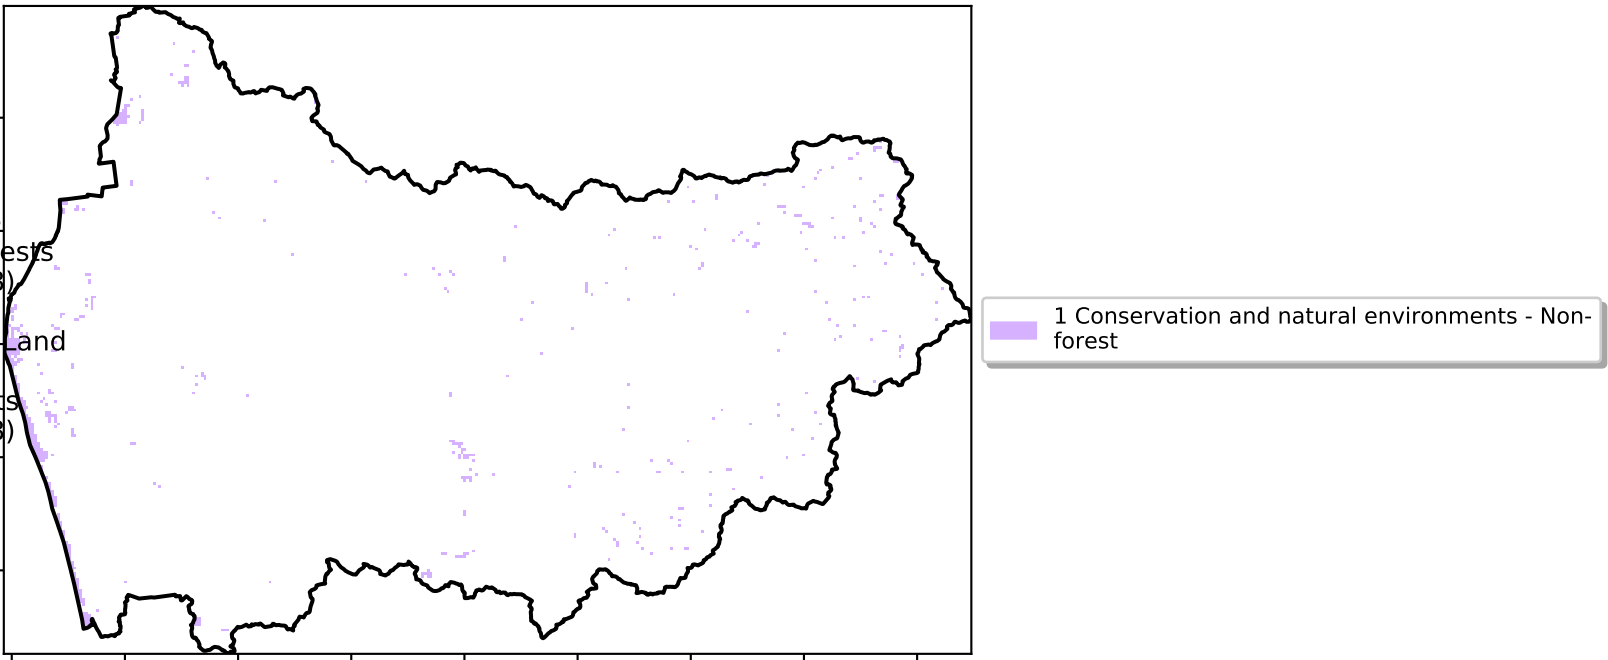 ests
)
Land
s
)
1 Conservation and natural environments - Non-
forest